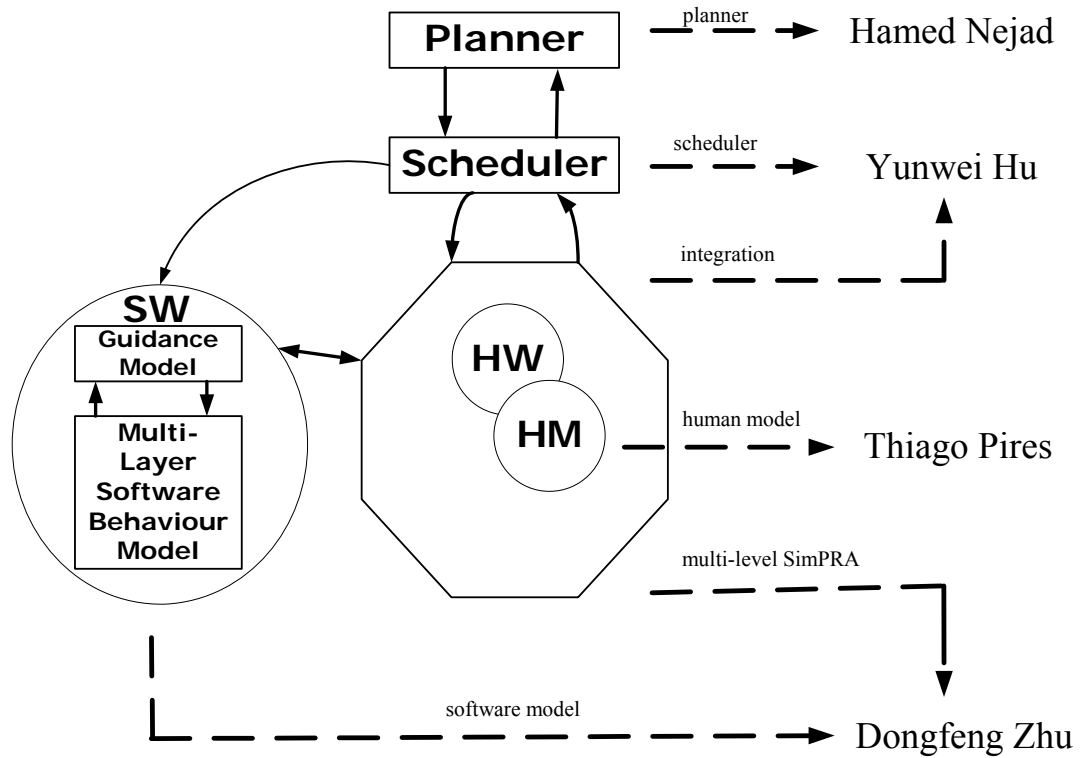 Planner
planner
Hamed Nejad
Scheduler
scheduler
Yunwei Hu
integration
SW
Guidance
Model
Multi-
Layer
Software
Behaviour
Model
HW
HM
human model
Thiago Pires
multi-level SimPRA
software model
Dongfeng Zhu